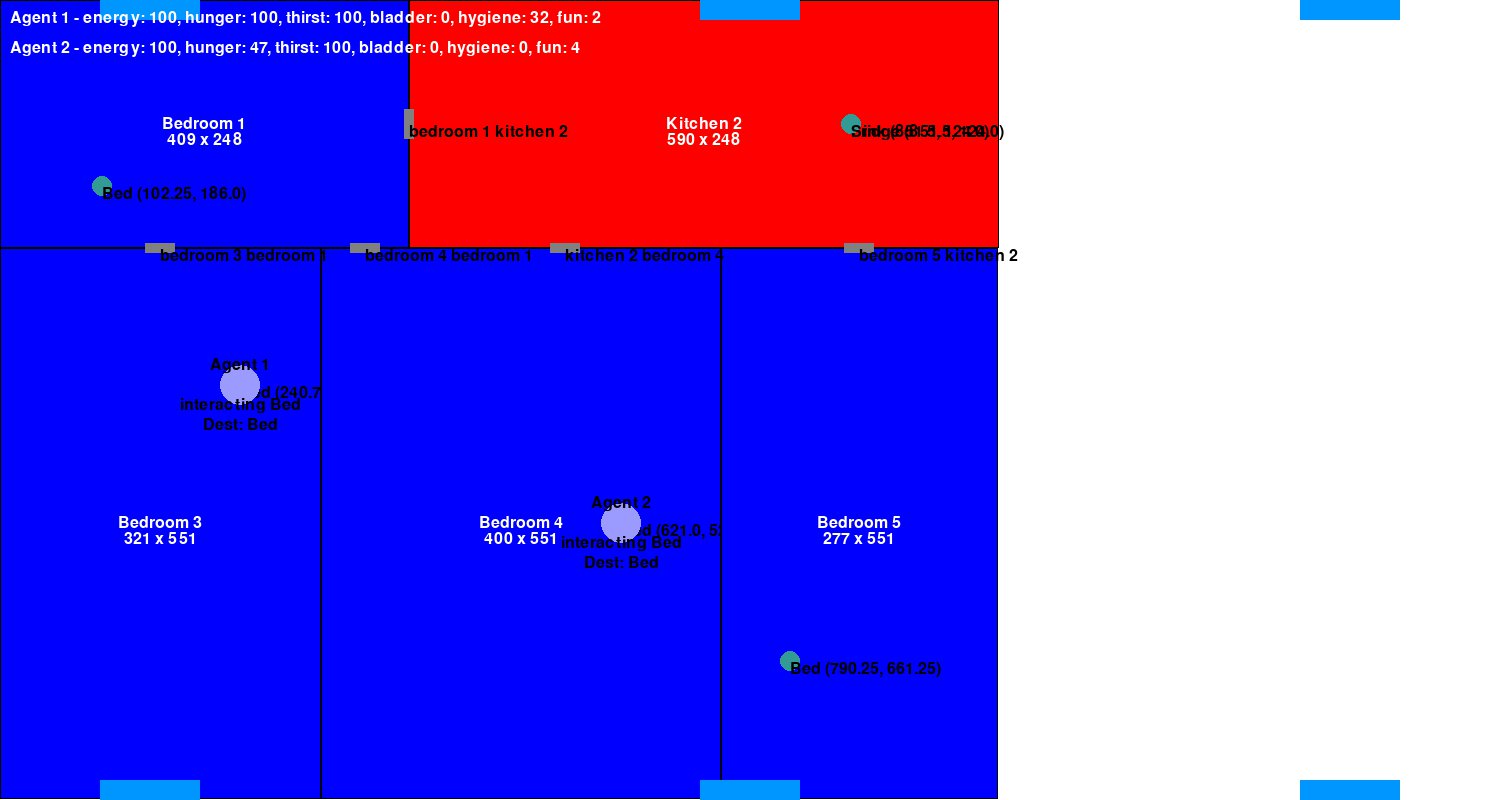 Agent 1 - energy: 100, hunger: 100, thirst: 100, bladder: 0, hygiene: 32, fun: 2
Agent 2 - energy: 100, hunger: 47, thirst: 100, bladder: 0, hygiene: 0, fun: 4
Bedroom 1
409 x 248
bedroom 1 kitchen 2
Kitchen 2
590 x 248
Bed (102.25, 186.0)
bedroom 3 bedroom 1
bedroom 4 bedroom 1
kitchen 2 bedroom 4
bedroom 5 kitchen 2
Agent 1
(240.7
interacting Bed
Dest: Bed
Agent 2
(621.0,
interacting Bed
Dest: Bed
Bedroom 3
321 x 551
Bedroom 4
400 x 551
Bedroom 5
277 x 551
Bed (790.25, 661.25)